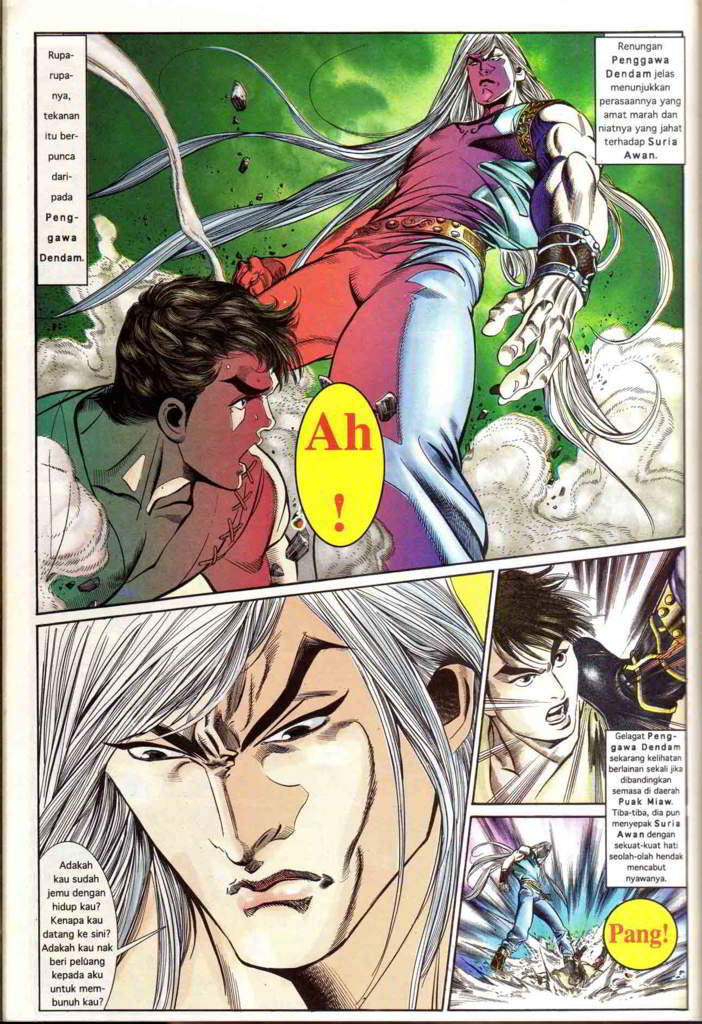 Rupa-
rupa-
nya,
tekanan
itu ber-
punca
dari-
pada
Peng-
gawa
Dendam.
Renungan
Penggawa
Dendam jelas
menunjukkan
perasaannya yang
amat marah dan
niatnya yang jahat
terhadap Suria
Awan.
Ah
!
Adakah
kau sudah
jemu dengan
hidup kau?
Kenapa kau
datang ke sini?
Adakah kau nak
beri peluang
kepada aku
untuk mem-
bunuh kau?
Gelagat Peng-
gawa Dendam
sekarang kelihatan
berlainan sekali jika
dibandingkan
semasa di daerah
Puak Miaw.
Tiba-tiba, dia pun
menyepak Suria
Awan dengan
sekuat-kuat hati
seolah-olah hendak
mencabut
nyawanya.
Pang!